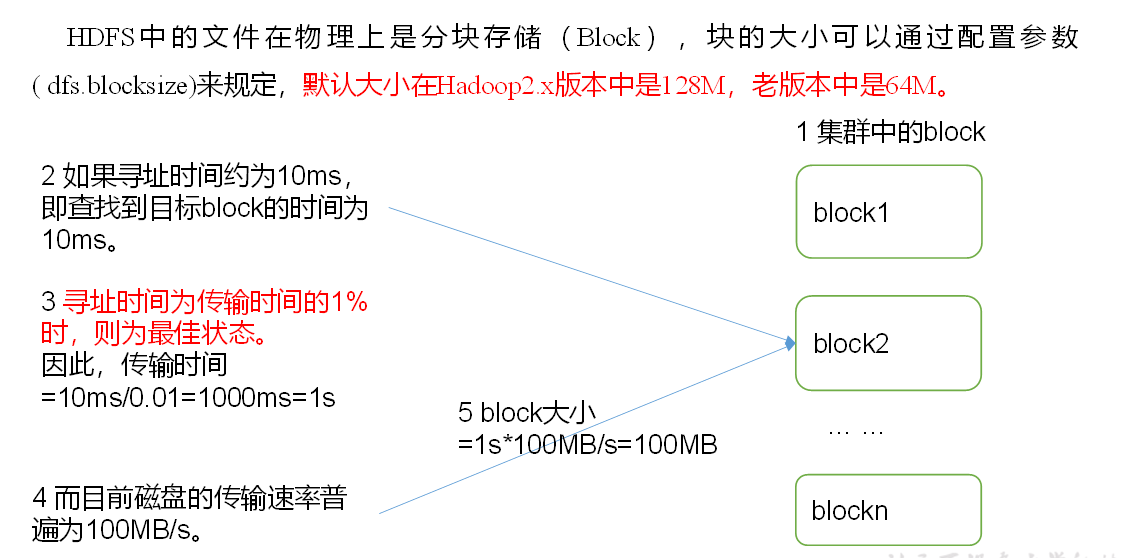 HDFS中的文件在物理上是分块存储（Block），块的大小可以通过配置参数
( dfs.blocksize)来规定，默认大小在Hadoop2.x版本中是128M，老版本中是64M。
1 集群中的block
2 如果寻址时间约为10ms，
即查找到目标block的时间为
10ms。
block1
3 寻址时间为传输时间的1%
时，则为最佳状态。
因此，传输时间
=10ms/0.01=1000ms=1s
block2
5 block大小
=1s*100MB/s=100MB
… …
4 而目前磁盘的传输速率普
遍为100MB/s。
blockn